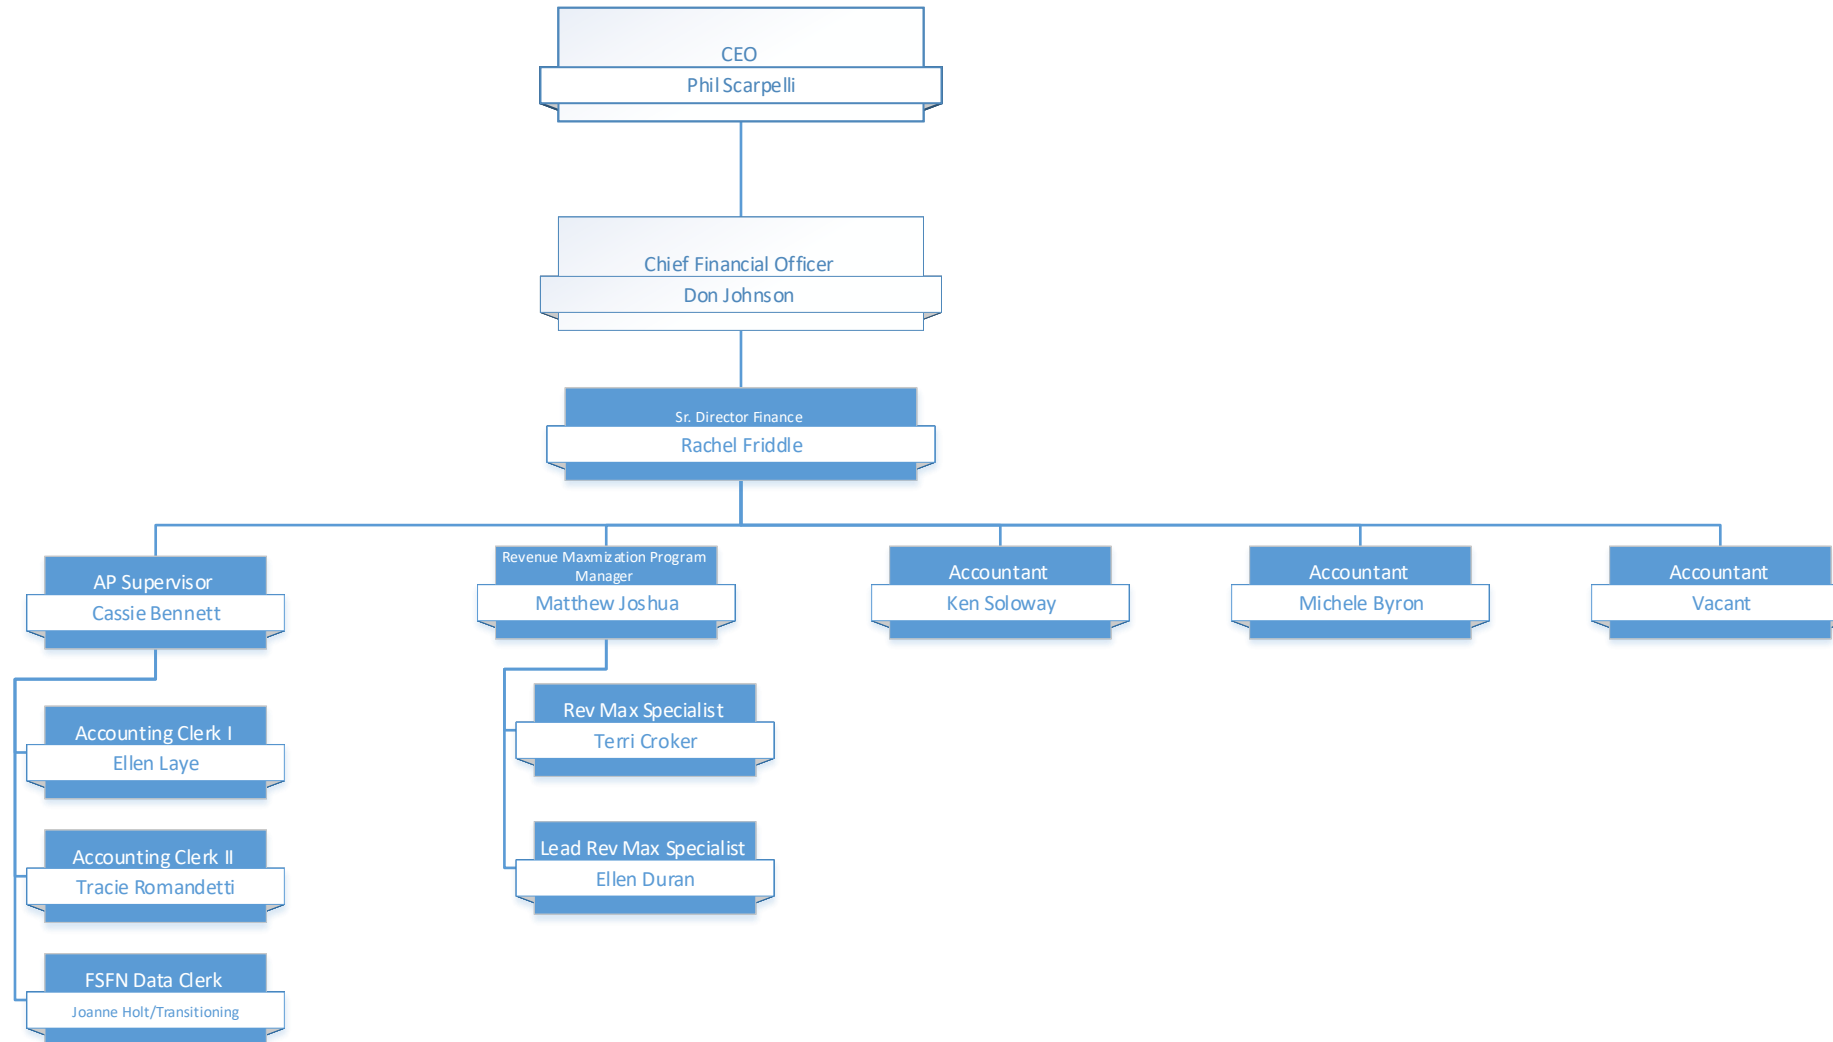 CEO
Phil Scarpelli
Chief Financial Officer
Don Johnson
Sr. Director Finance
Rachel Friddle
AP Supervisor
Cassie Bennett
Revenue Maxmization Program
Manager
Matthew Joshua
Accountant
Ken Soloway
Accountant
Michele Byron
Accountant
Vacant
Accounting Clerk I
Ellen Laye
Accounting Clerk II
Tracie Romandetti
FSFN Data Clerk
Joanne Holt/Transitioning
Rev Max Specialist
Terri Croker
Lead Rev Max Specialist
Ellen Duran